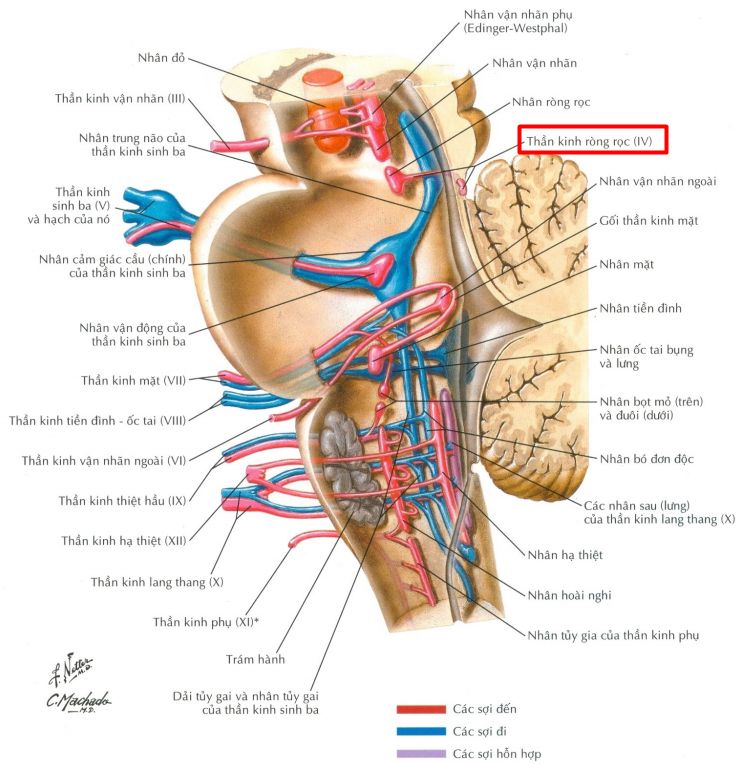 Nhân vận nhãn phụ
(Edinger-Westphal)
Nhân đỏ
Nhân vận nhãn
Thần kinh vận nhãn (III)
Nhân ròng rọc
Nhân trung não của
thần kinh sinh ba
Thần kinh ròng rọc (IV)
Thần kinh
sinh ba (V)
và hạch của nó
Nhân vận nhãn ngoài
Gối thần kinh mặt
Nhân cảm giác cầu (chính)
của thần kinh sinh ba
Nhân mặt
Nhân tiền đình
Nhân vận động của
thần kinh sinh ba
Nhân ốc tai bụng
và lưng
Thần kinh mặt (VII)
Nhân bọt mỏ (trên)
và đuôi (dưới)
Thần kinh tiền đình - ốc tai (VIII)
Thần kinh vận nhãn ngoài (VI)
Nhân bó đơn độc
Thần kinh thiệt hầu (IX)
Các nhân sau (lưng)
của thần kinh lang thang (X)
Thần kinh hạ thiệt (XII)
Nhân hạ thiệt
Thần kinh lang thang (X)
Nhân hoài nghi
Thần kinh phụ (XI)*
Nhân tủy gia của thần kinh phụ
Trám hành
Dải tủy gai và nhân tủy gai
của thần kinh sinh ba
F. Netter
M.D.
C. Machado
M.D.
Các sợi đến
Các sợi đi
Các sợi hỗn hợp